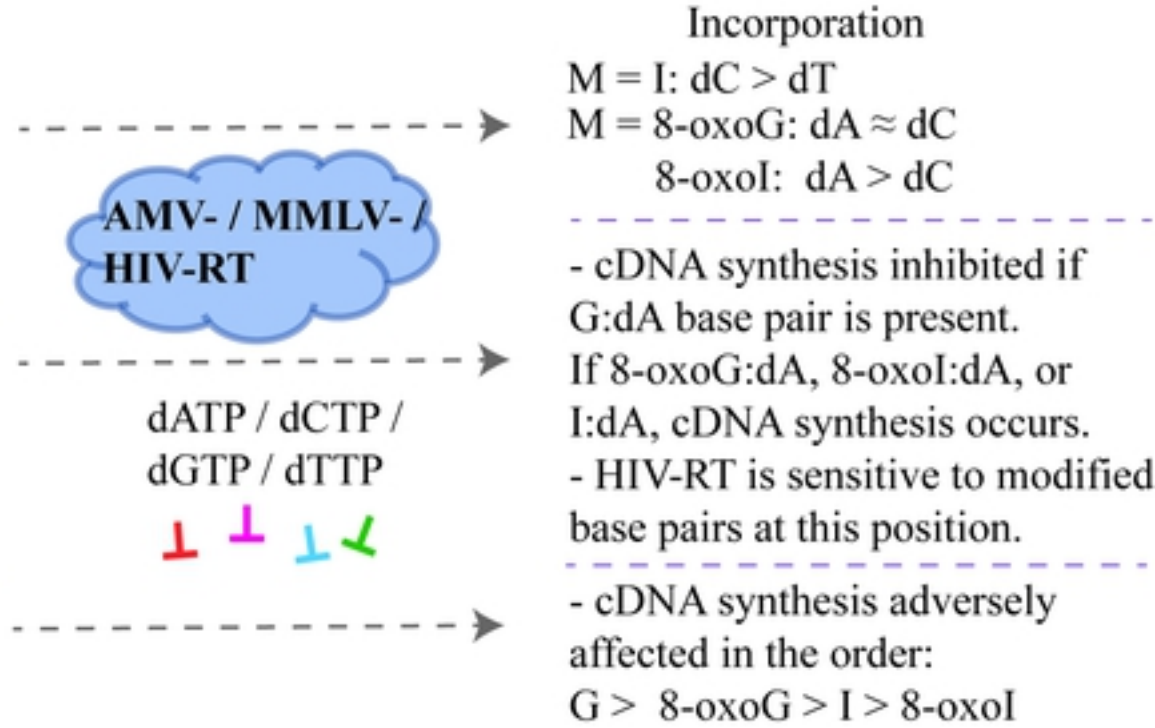 AMV- / MMLV- /
HIV-RT
dATP / dCTP /
dGTP / dTTP
Incorporation
M = I: dC > dT
M = 8-oxoG: dA ≈ dC
8-oxoI: dA > dC
- cDNA synthesis inhibited if
G:dA base pair is present.
If 8-oxoG:dA, 8-oxoI:dA, or
I:dA, cDNA synthesis occurs.
- HIV-RT is sensitive to modified
base pairs at this position.
- cDNA synthesis adversely
affected in the order:
G > 8-oxoG > I > 8-oxoI